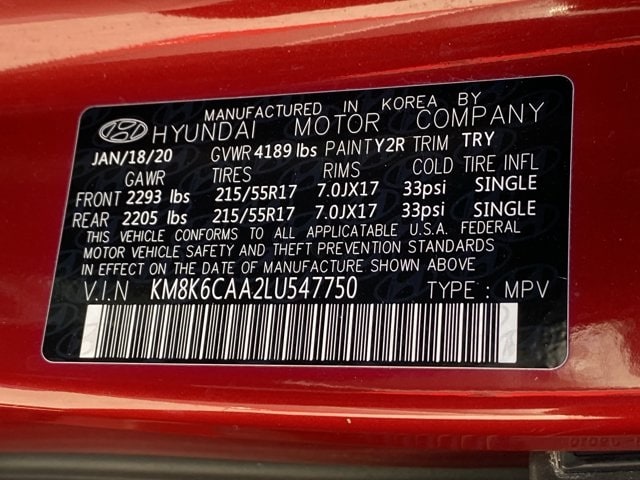 MANUFACTURED IN KOREA BY
HYUNDAI MOTOR COMPANY
JAN/18/20 GVWR 4189 lbs PAINT Y2R TRIM TRY
GAWR TIRES RIMS COLD TIRE INFL
FRONT 2293 lbs 215/55R17 7.0JX17 33psi SINGLE
REAR 2205 lbs 215/55R17 7.0JX17 33psi SINGLE
THIS VEHICLE CONFORMS TO ALL APPLICATABLE U.S.A. FEDERAL
MOTOR VEHICLE SAFETY AND THEFT PREVENTION STANDARDS
IN EFFECT ON THE DATE OF MANUFACTURE SHOWN ABOVE.
V.I.N KM8K6CAA2LU547750 TYPE : MPV